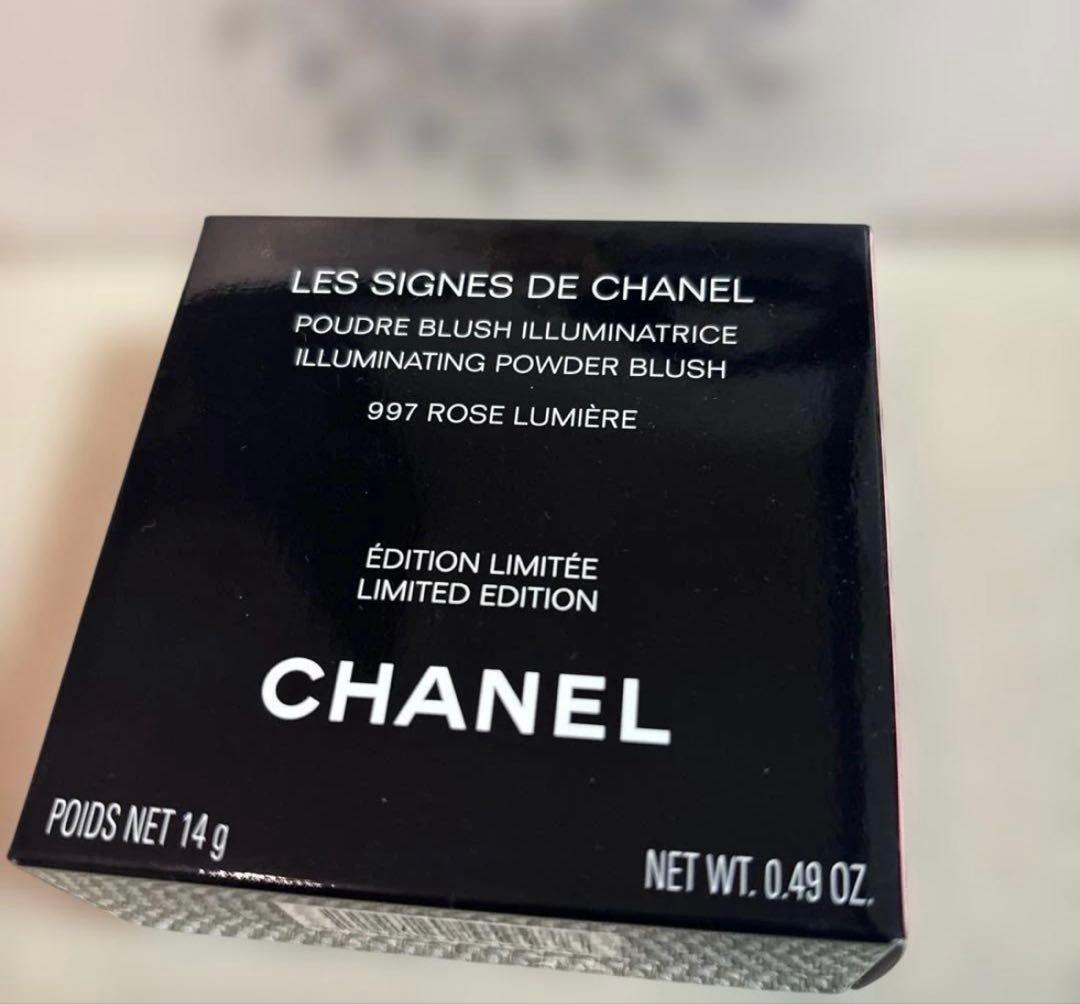 LES SIGNES DE CHANEL
POUDRE BLUSH ILLUMINATRICE
ILLUMINATING POWDER BLUSH
997 ROSE LUMIÈRE
ÉDITION LIMITÉE
LIMITED EDITION
CHANEL
POIDS NET 14 g
NET WT. 0.49 OZ.